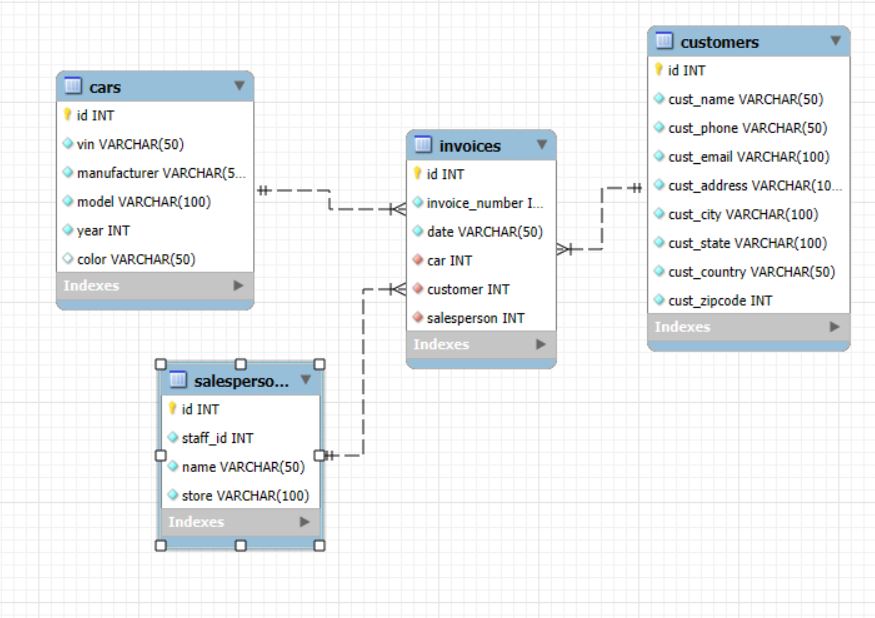 cars
id INT
vin VARCHAR(50)
manufacturer VARCHAR(5...
model VARCHAR(100)
year INT
color VARCHAR(50)
Indexes
salesperso...
id INT
staff_id INT
name VARCHAR(50)
store VARCHAR(100)
Indexes
invoices
id INT
invoice_number I...
date VARCHAR(50)
car INT
customer INT
salesperson INT
Indexes
customers
id INT
cust_name VARCHAR(50)
cust_phone VARCHAR(50)
cust_email VARCHAR(100)
cust_address VARCHAR(10...
cust_city VARCHAR(100)
cust_state VARCHAR(100)
cust_country VARCHAR(50)
cust_zipcode INT
Indexes